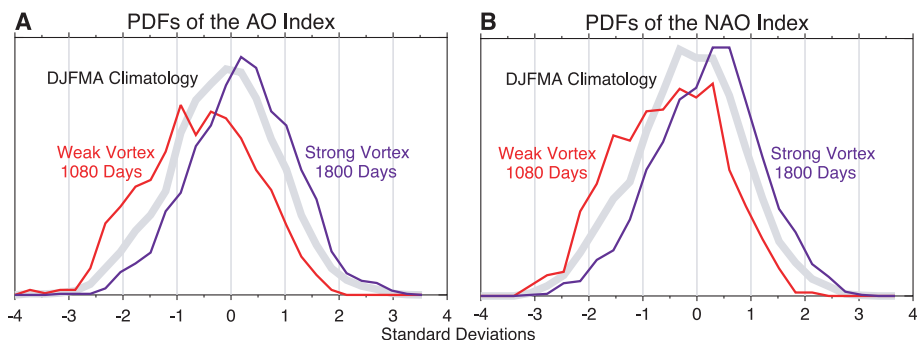 A PDFs of the AO Index
DJFMA Climatology
Weak Vortex
1080 Days
Strong Vortex
1800 Days
-4 -3 -2 -1 0 1 2 3 4
B PDFs of the NAO Index
DJFMA Climatology
Weak Vortex
1080 Days
Strong Vortex
1800 Days
-4 -3 -2 -1 0 1 2 3 4
Standard Deviations